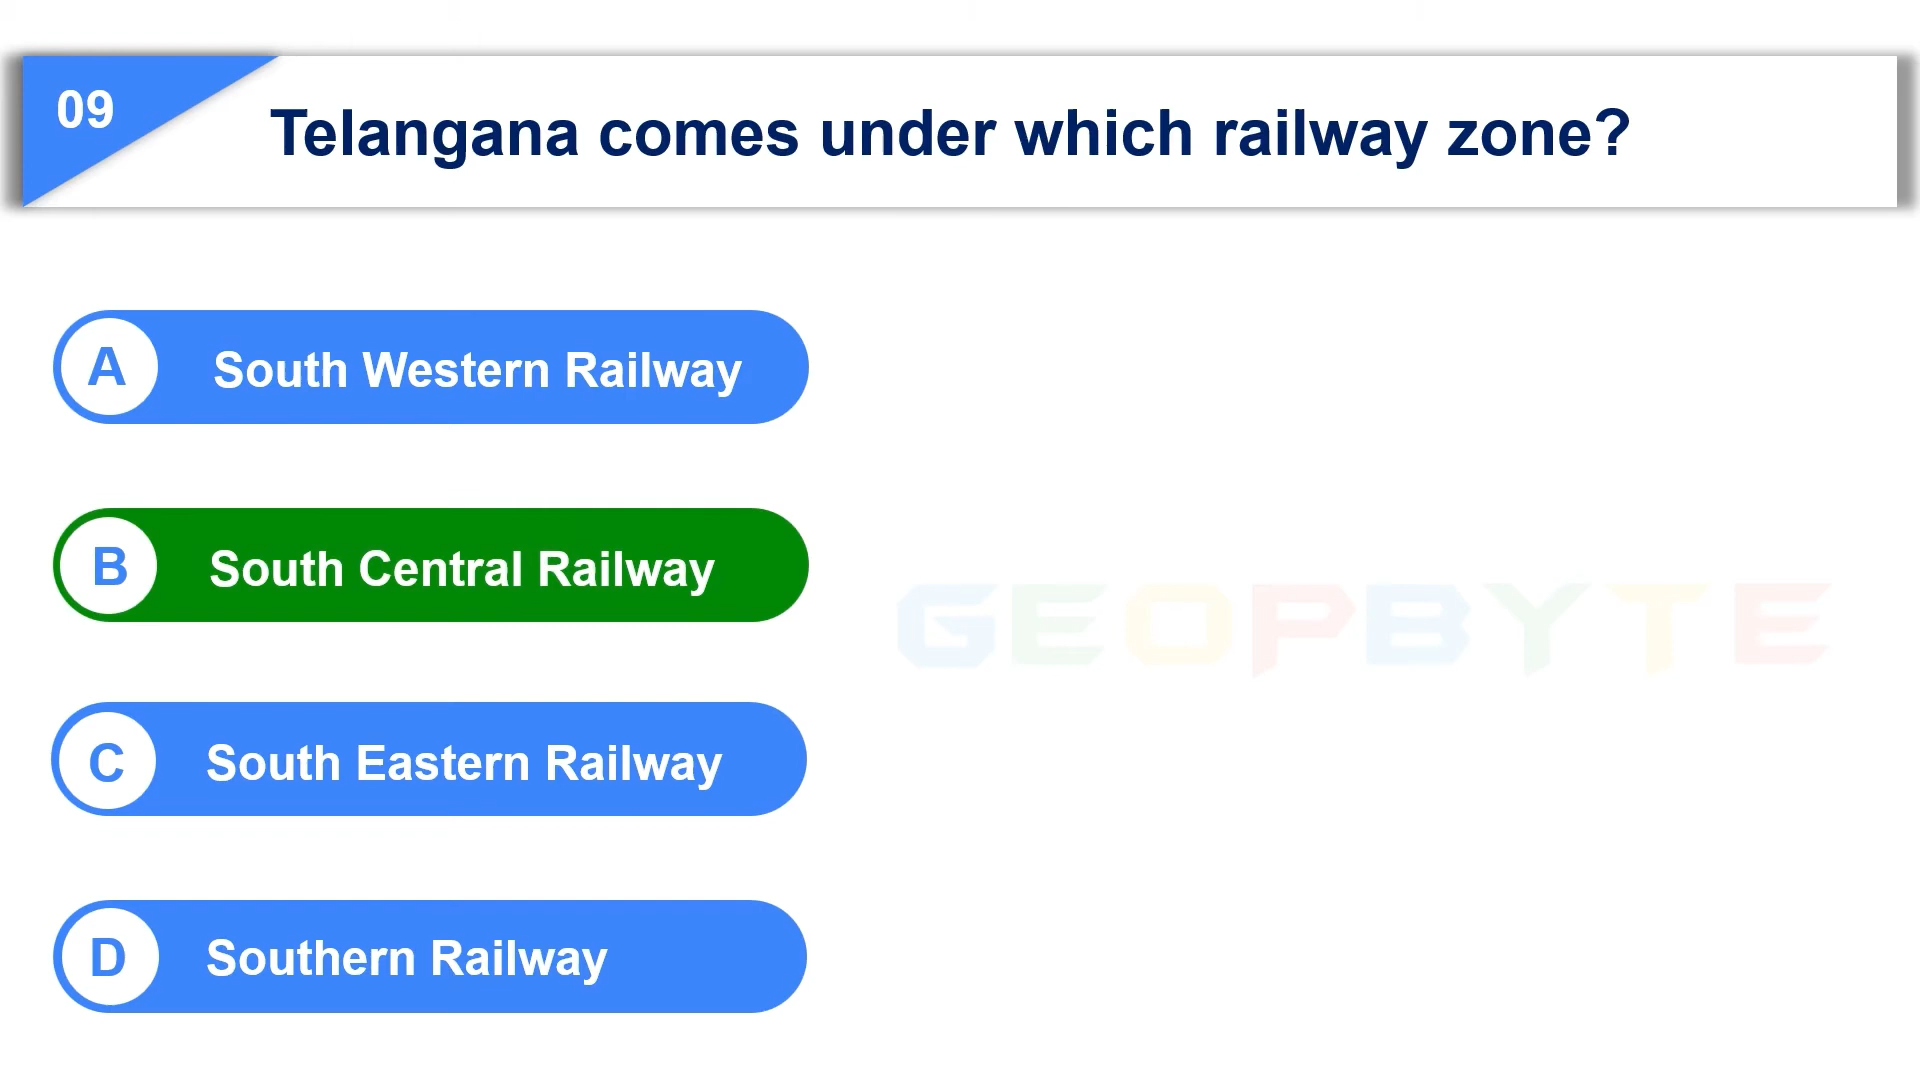 09
Telangana comes under which railway zone?
A South Western Railway
B South Central Railway
GEOPBYTE
C South Eastern Railway
D Southern Railway